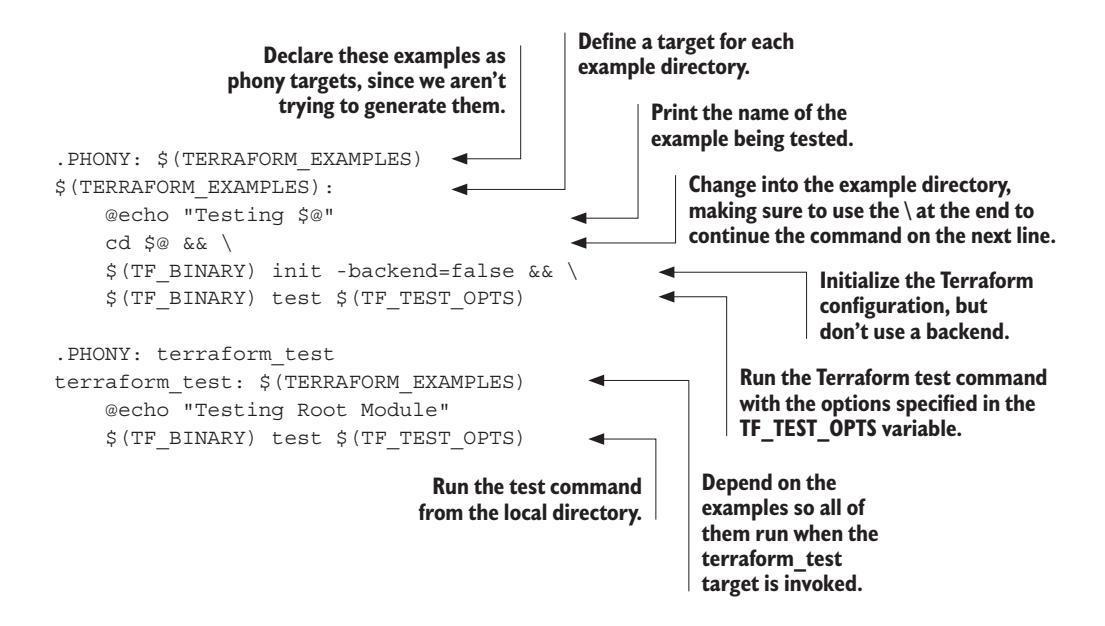 Declare these examples as
phony targets, since we aren't
trying to generate them.
Define a target for each
example directory.
Print the name of the
example being tested.
.PHONY: $(TERRAFORM_EXAMPLES)
$(TERRAFORM_EXAMPLES):
@echo "Testing $@"
cd $@ && \
$(TF_BINARY) init -backend=false && \
$(TF_BINARY) test $(TF_TEST_OPTS)
Change into the example directory,
making sure to use the \ at the end to
continue the command on the next line.
Initialize the Terraform
configuration, but
don't use a backend.
.PHONY: terraform_test
terraform_test: $(TERRAFORM_EXAMPLES)
@echo "Testing Root Module"
$(TF_BINARY) test $(TF_TEST_OPTS)
Run the Terraform test command
with the options specified in the
TF_TEST_OPTS variable.
Run the test command
from the local directory.
Depend on the
examples so all of
them run when the
terraform_test
target is invoked.